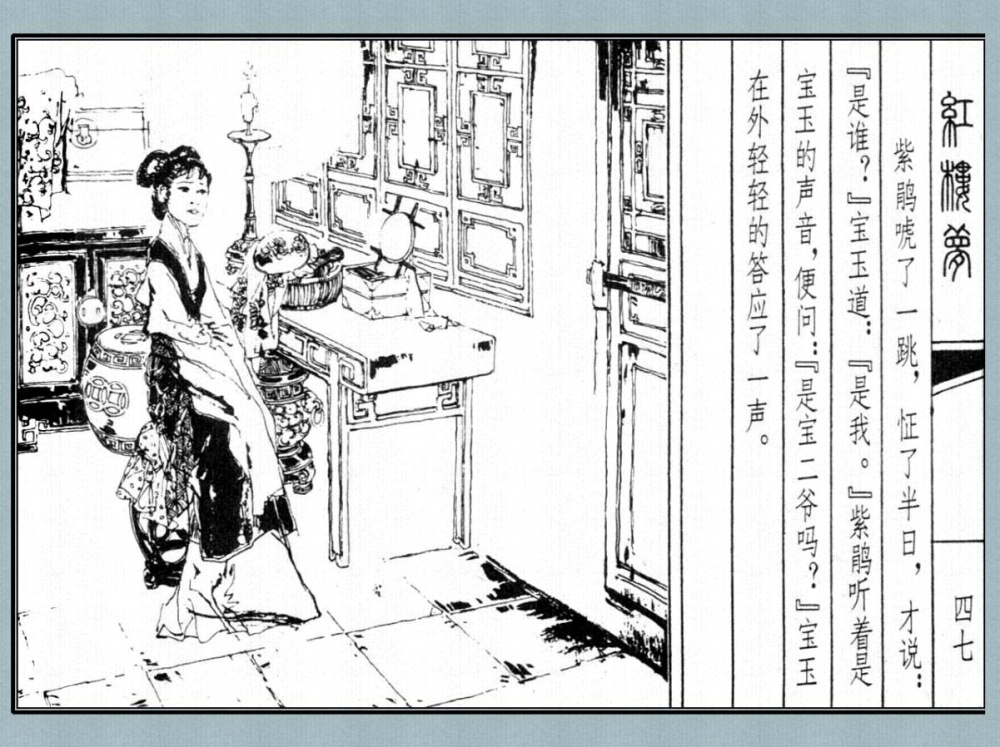 紅樓夢
四七
紫鹃唬了一跳，怔了半日，才说：
『是谁？』宝玉道：『是我。』紫鹃听着是
宝玉的声音，便问：『是宝二爷吗？』宝玉
在外轻轻的答应了一声。